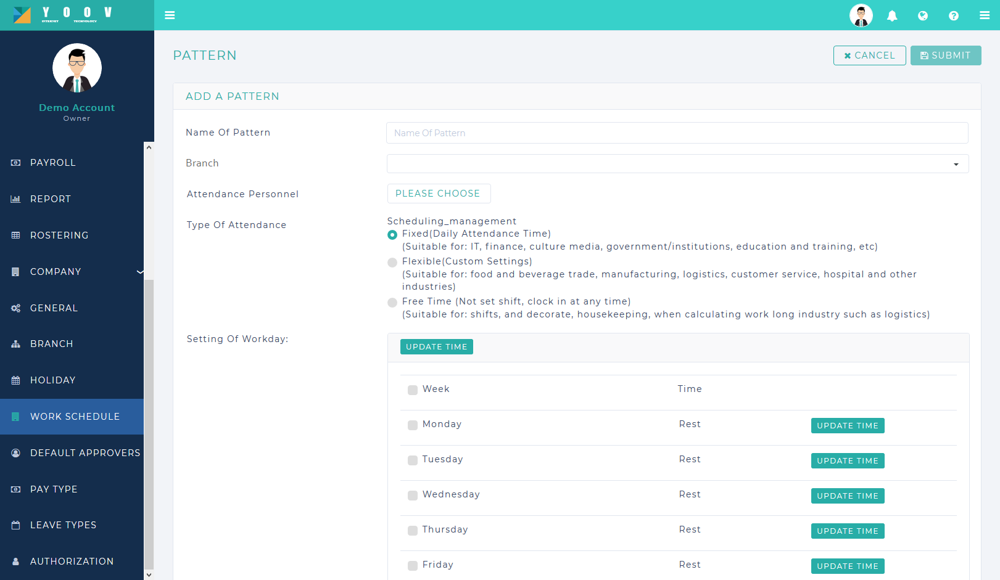 YOOV
INTERNET TECHNOLOGY
Demo Account
Owner
PAYROLL
REPORT
ROSTERING
COMPANY
GENERAL
BRANCH
HOLIDAY
WORK SCHEDULE
DEFAULT APPROVERS
PAY TYPE
LEAVE TYPES
AUTHORIZATION
PATTERN
CANCEL
SUBMIT
ADD A PATTERN
Name Of Pattern
Name Of Pattern
Branch
Attendance Personnel
PLEASE CHOOSE
Type Of Attendance
Scheduling_management
Fixed(Daily Attendance Time)
(Suitable for: IT, finance, culture media, government/institutions, education and training, etc)
Flexible(Custom Settings)
(Suitable for: food and beverage trade, manufacturing, logistics, customer service, hospital and other
industries)
Free Time (Not set shift, clock in at any time)
(Suitable for: shifts, and decorate, housekeeping, when calculating work long industry such as logistics)
Setting Of Workday:
UPDATE TIME
Week Time
Monday Rest UPDATE TIME
Tuesday Rest UPDATE TIME
Wednesday Rest UPDATE TIME
Thursday Rest UPDATE TIME
Friday Rest UPDATE TIME